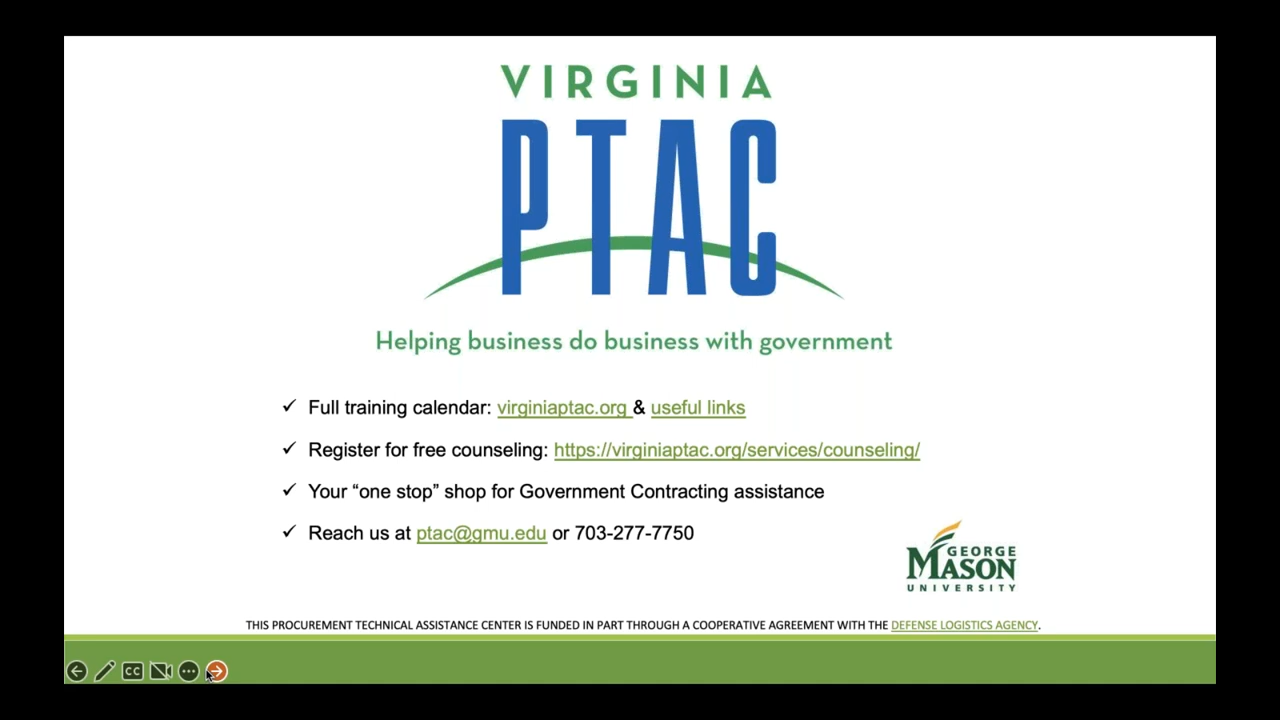 VIRGINIA
PTAC
Helping business do business with government
✓ Full training calendar: virginiaptac.org & useful links
✓ Register for free counseling: https://virginiaptac.org/services/counseling/
✓ Your “one stop” shop for Government Contracting assistance
✓ Reach us at ptac@gmu.edu or 703-277-7750
GEORGE
MASON
UNIVERSITY
THIS PROCUREMENT TECHNICAL ASSISTANCE CENTER IS FUNDED IN PART THROUGH A COOPERATIVE AGREEMENT WITH THE DEFENSE LOGISTICS AGENCY.
CC